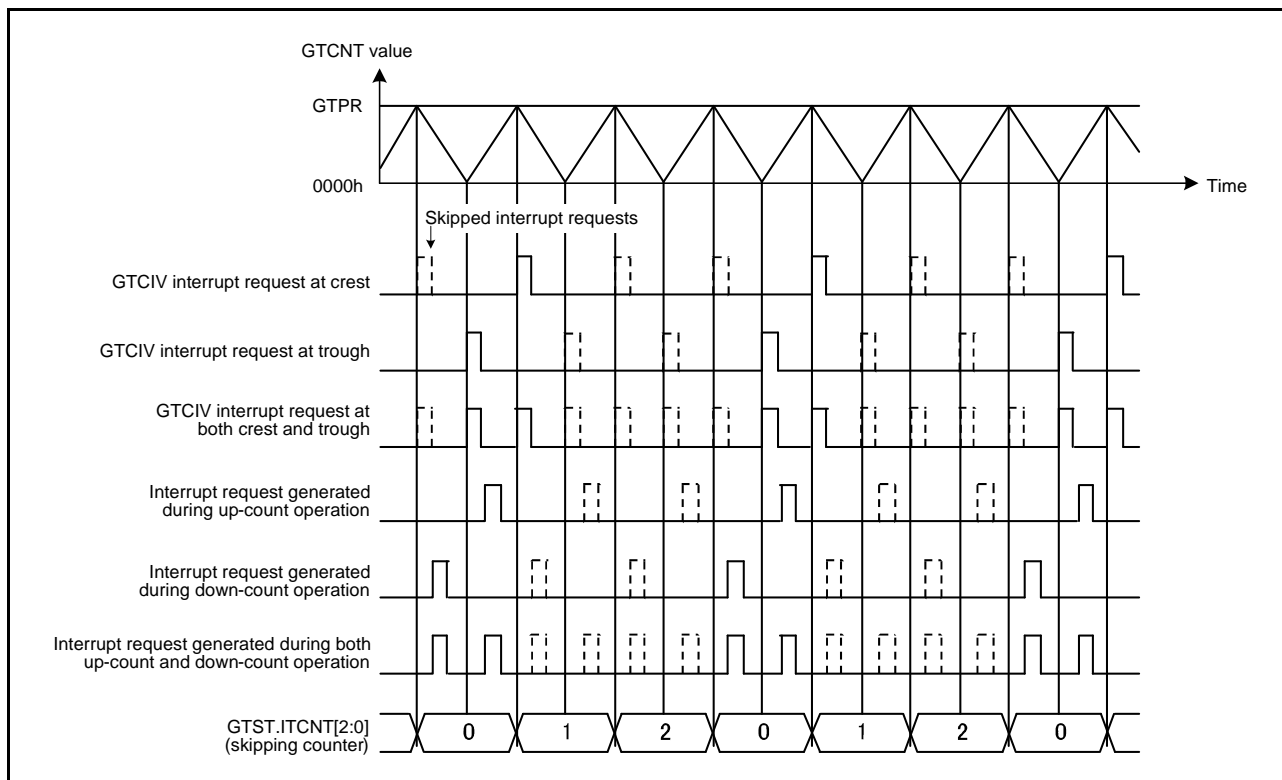 GTCNT value
GTPR
0000h
Time
Skipped interrupt requests
GTCIV interrupt request at crest
GTCIV interrupt request at trough
GTCIV interrupt request at
both crest and trough
Interrupt request generated
during up-count operation
Interrupt request generated
during down-count operation
Interrupt request generated during both
up-count and down-count operation
GTST.ITCNT[2:0]
(skipping counter)
0 1 2 0 1 2 0